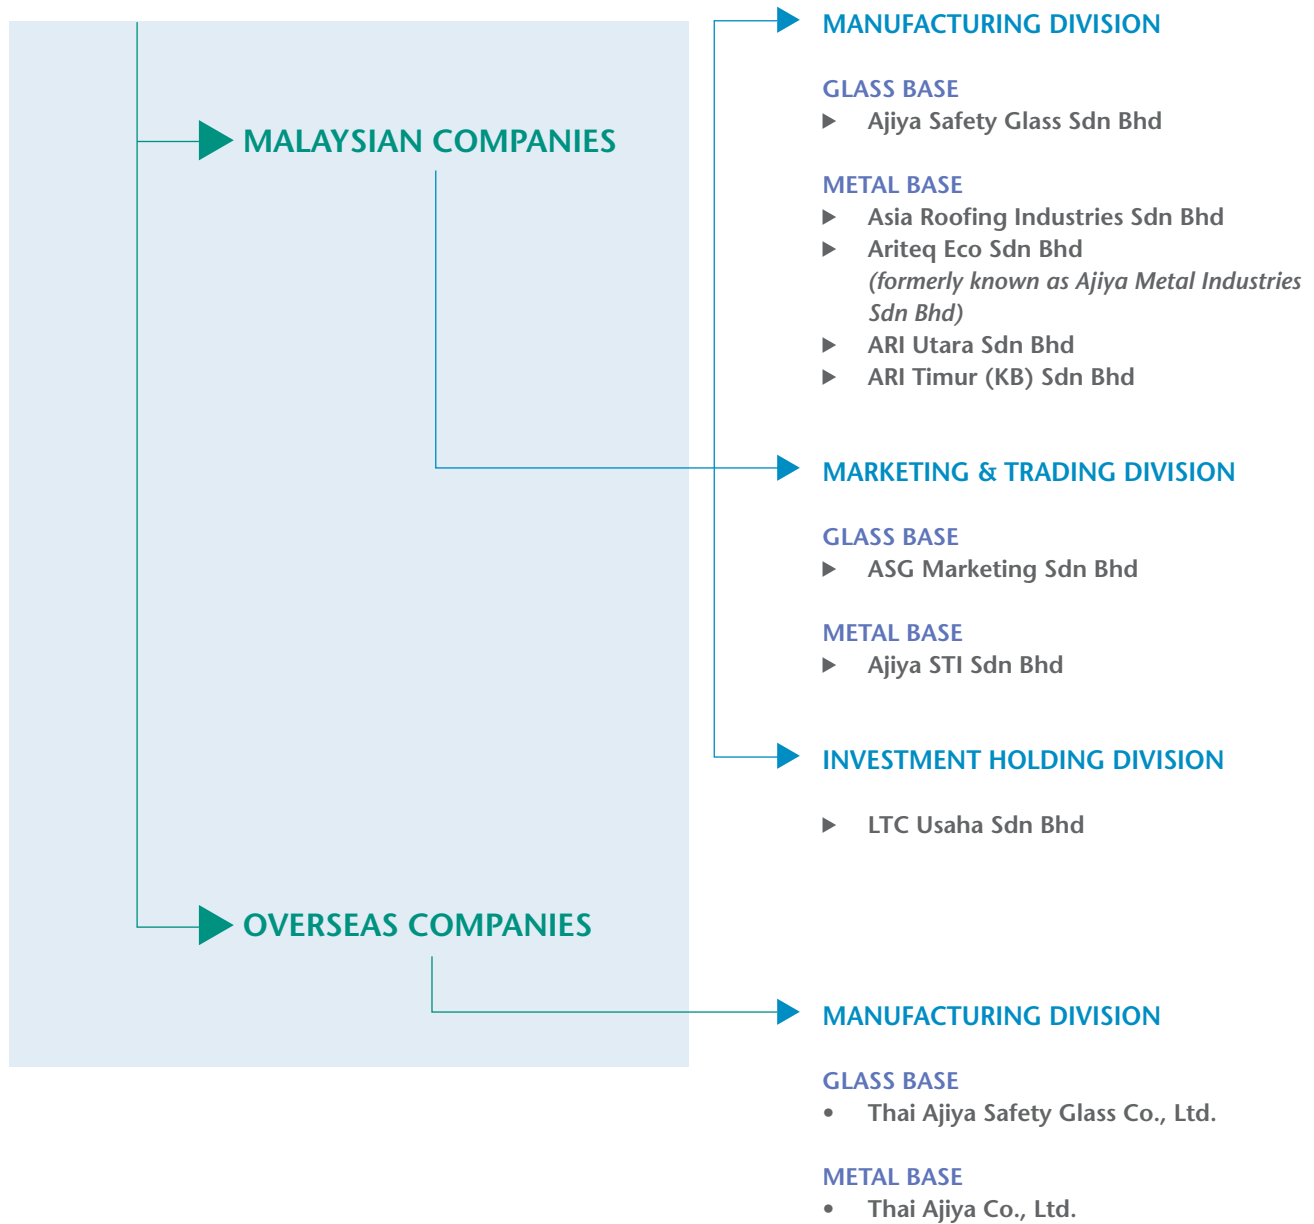 MALAYSIAN COMPANIES
MANUFACTURING DIVISION
GLASS BASE
Ajiya Safety Glass Sdn Bhd
METAL BASE
Asia Roofing Industries Sdn Bhd
Ariteq Eco Sdn Bhd
(formerly known as Ajiya Metal Industries
Sdn Bhd)
ARI Utara Sdn Bhd
ARI Timur (KB) Sdn Bhd
MARKETING & TRADING DIVISION
GLASS BASE
ASG Marketing Sdn Bhd
METAL BASE
Ajiya STI Sdn Bhd
INVESTMENT HOLDING DIVISION
LTC Usaha Sdn Bhd
OVERSEAS COMPANIES
MANUFACTURING DIVISION
GLASS BASE
• Thai Ajiya Safety Glass Co., Ltd.
METAL BASE
• Thai Ajiya Co., Ltd.